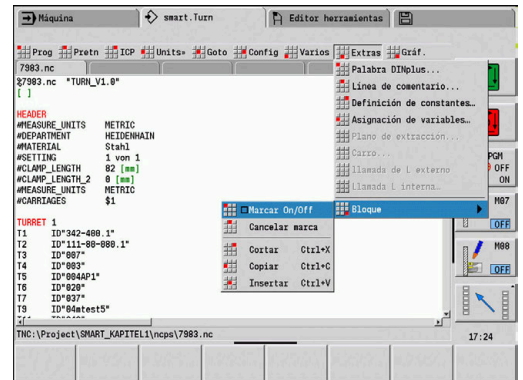 Máquina
smart.Turn
Editor herramientas
Prog Pretn ICP Units» Goto Config Varios Extras Gráf.
7983.nc
%7983.nc "TURN_V1.0"
[ ]
HEADER
#MEASURE_UNITS METRIC
#DEPARTMENT HEIDENHAIN
#MATERIAL Stahl
#SETTING 1 von 1
#CLAMP_LENGTH 82 [mm]
#CLAMP_LENGTH_2 0 [mm]
#MEASURE_UNITS METRIC
#CARRIAGES $1
TURRET 1
T1 ID"342-400.1"
T2 ID"111-80-080.1"
T3 ID"007"
T4 ID"003"
T5 ID"004AP1"
T6 ID"020"
T7 ID"037"
T9 ID"04mtest5"
Palabra DINplus...
Línea de comentario...
Definición de constantes…
Asignación de variables…
Plano de extracción...
Carro...
llamada de L externo
Llamada L interna…
Bloque
Marcar On/Off
Cancelar marca
Cortar Ctrl+X
Copiar Ctrl+C
Insertar Ctrl+V
PGM
OFF
ON
M07
OFF
M08
OFF
TNC:\Project\SMART_KAPITEL1\ncps\7983.nc
17:24